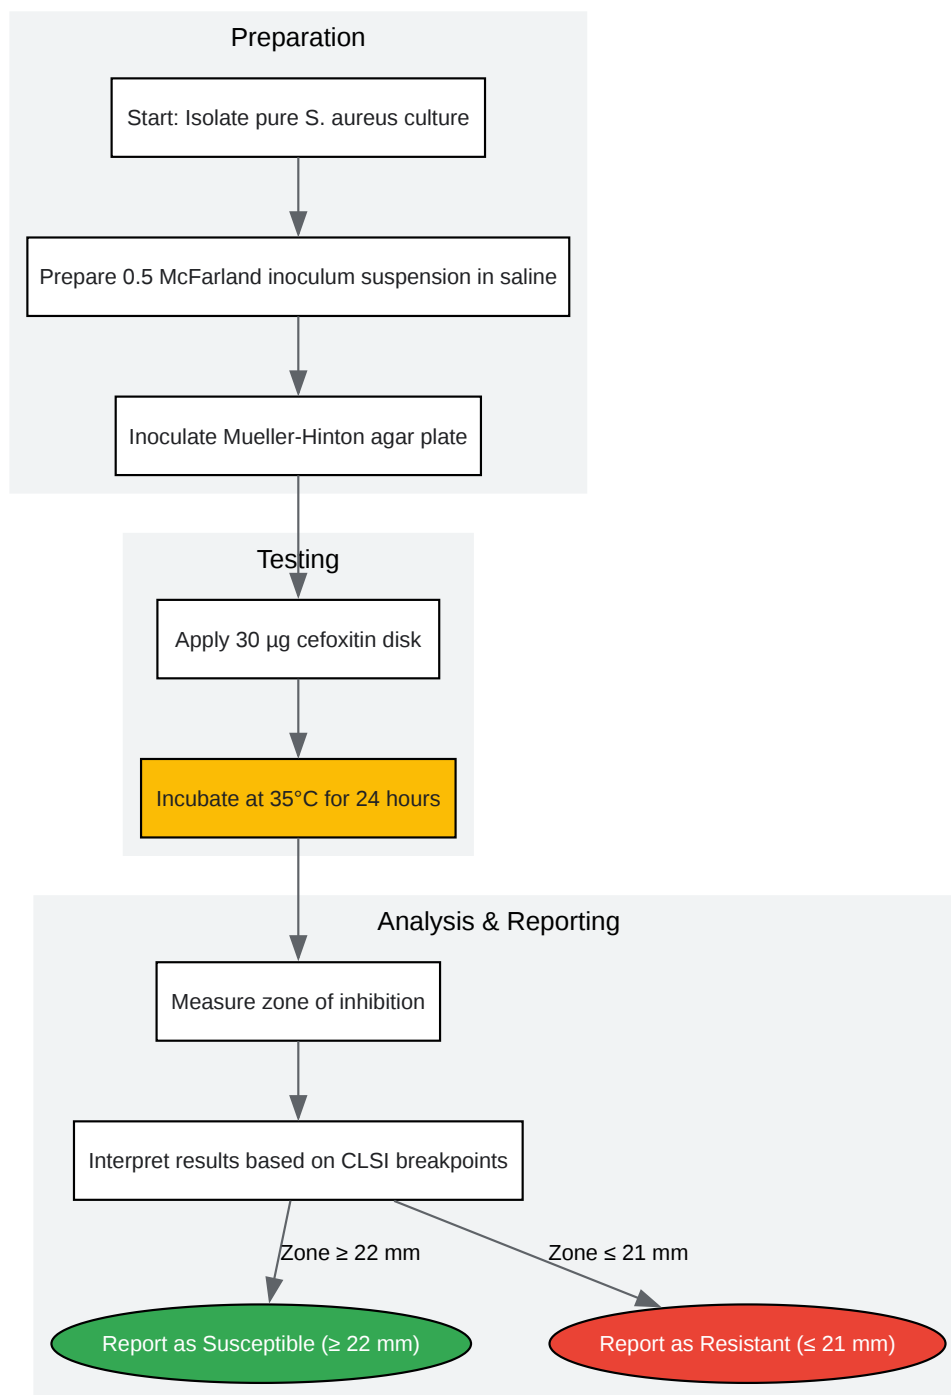 Preparation
Start: Isolate pure S. aureus culture
Prepare 0.5 McFarland inoculum suspension in saline
Inoculate Mueller-Hinton agar plate
Testing
Apply 30 µg cefoxitin disk
Incubate at 35°C for 24 hours
Analysis & Reporting
Measure zone of inhibition
Interpret results based on CLSI breakpoints
Zone ≥ 22 mm
Zone ≤ 21 mm
Report as Susceptible (≥ 22 mm)
Report as Resistant (≤ 21 mm)